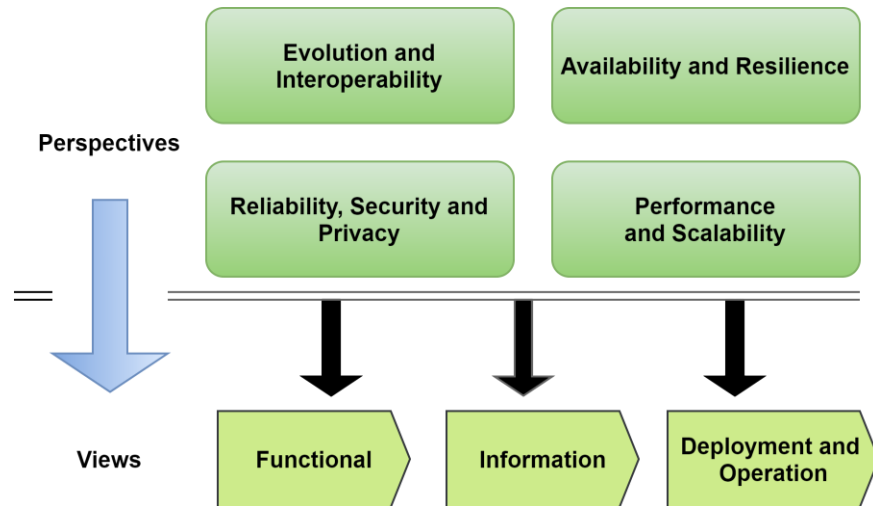 Evolution and
Interoperability
Availability and Resilience
Perspectives
Reliability, Security and
Privacy
Performance
and Scalability
Views
Functional
Information
Deployment and
Operation